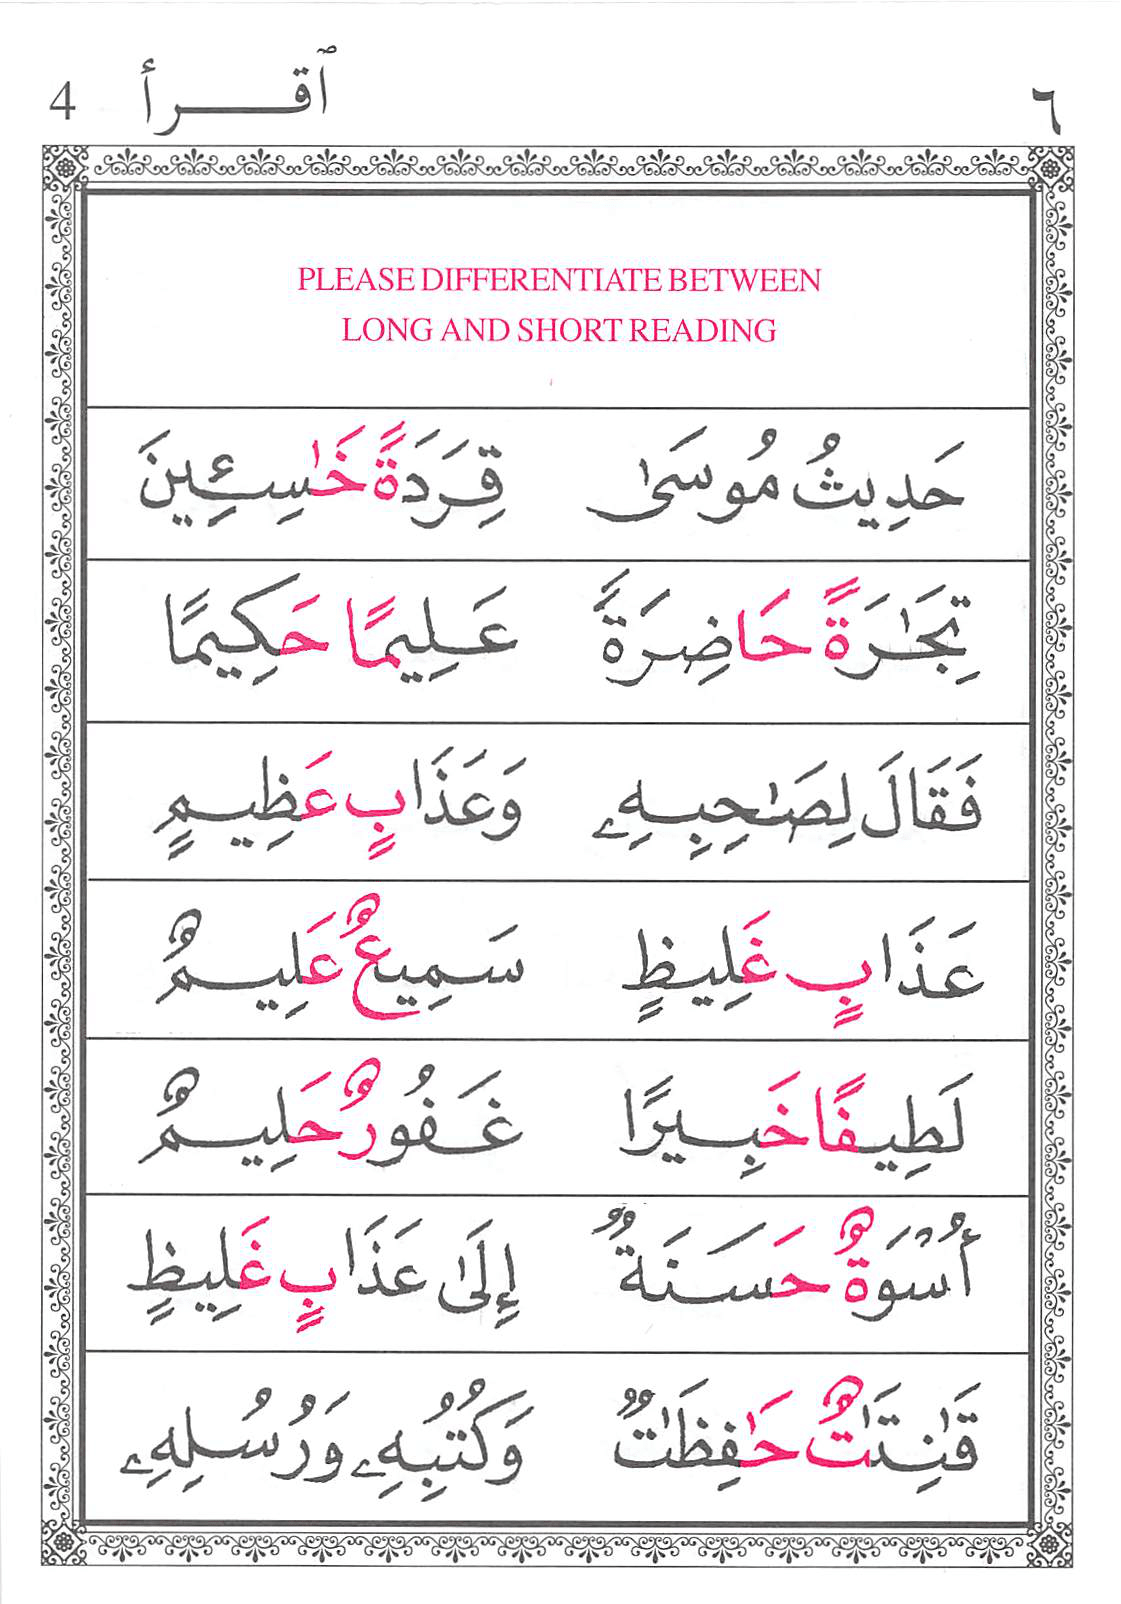 4 ٱقرأ ٦
PLEASE DIFFERENTIATE BETWEEN
LONG AND SHORT READING
حَدِيثُ مُوسَىٰ قِرَدَةً خَٰسِـِٔينَ
تِجَٰرَةً حَاضِرَةً عَلِيمًا حَكِيمًا
فَقَالَ لِصَٰحِبِهِۦ وَعَذَابٍ عَظِيمٍ
عَذَابٍ غَلِيظٍ سَمِيعٌ عَلِيمٌ
لَطِيفًا خَبِيرًا غَفُورٌ حَلِيمٌ
أُسْوَةٌ حَسَنَةٌ إِلَىٰ عَذَابٍ غَلِيظٍ
قَٰنِتَٰتٌ حَٰفِظَٰتٌ وَكُتُبِهِۦ وَرُسُلِهِۦ